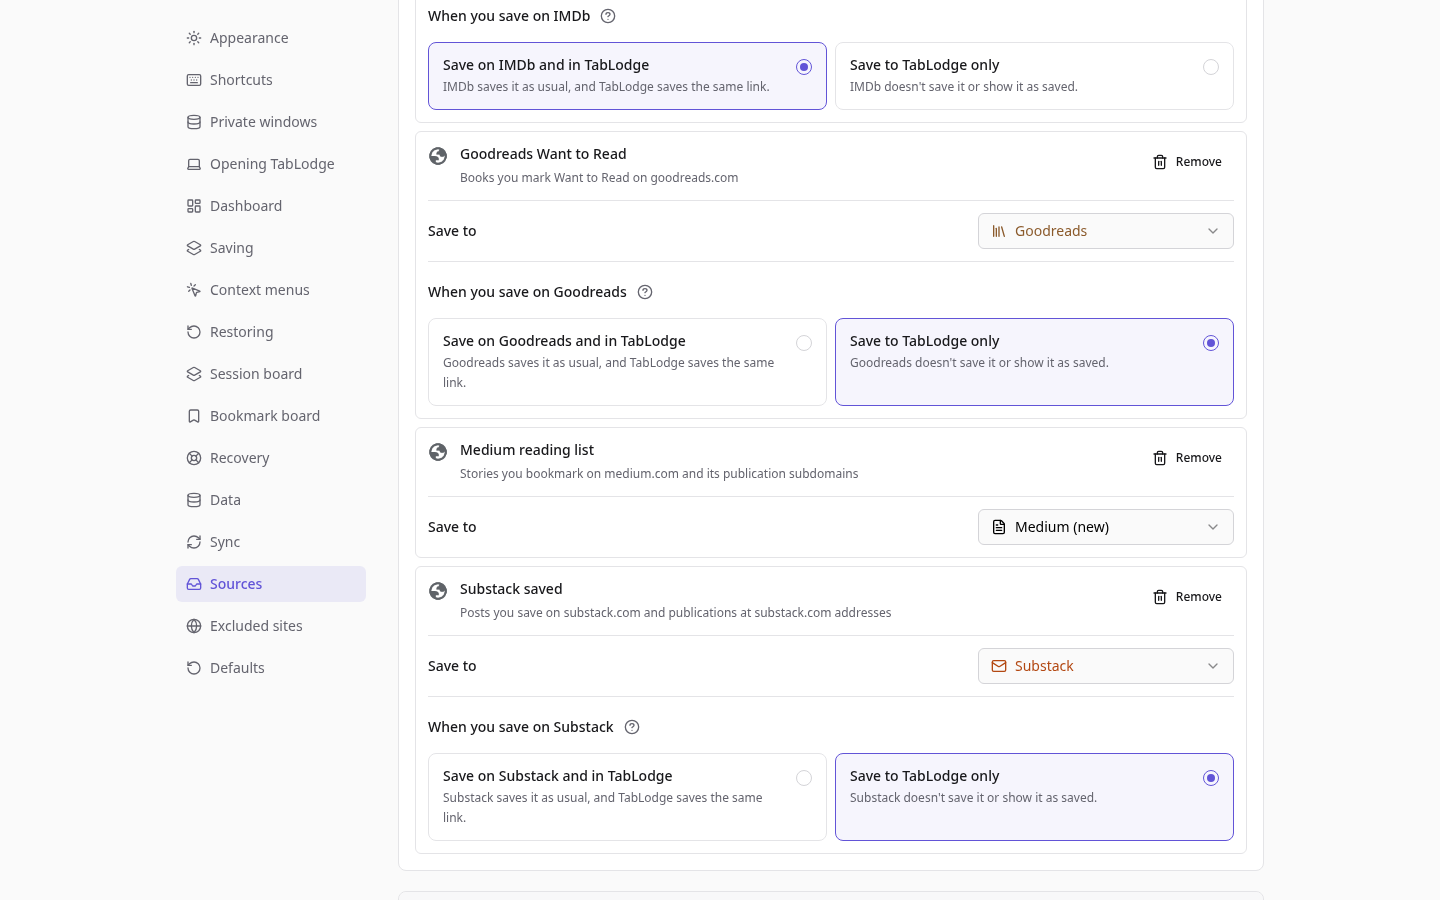 Appearance
Shortcuts
Private windows
Opening TabLodge
Dashboard
Saving
Context menus
Restoring
Session board
Bookmark board
Recovery
Data
Sync
Sources
Excluded sites
Defaults
When you save on IMDb
Save on IMDb and in TabLodge
IMDb saves it as usual, and TabLodge saves the same link.
Save to TabLodge only
IMDb doesn't save it or show it as saved.
Goodreads Want to Read
Books you mark Want to Read on goodreads.com
Remove
Save to
Goodreads
When you save on Goodreads
Save on Goodreads and in TabLodge
Goodreads saves it as usual, and TabLodge saves the same
link.
Save to TabLodge only
Goodreads doesn't save it or show it as saved.
Medium reading list
Stories you bookmark on medium.com and its publication subdomains
Remove
Save to
Medium (new)
Substack saved
Posts you save on substack.com and publications at substack.com addresses
Remove
Save to
Substack
When you save on Substack
Save on Substack and in TabLodge
Substack saves it as usual, and TabLodge saves the same
link.
Save to TabLodge only
Substack doesn't save it or show it as saved.